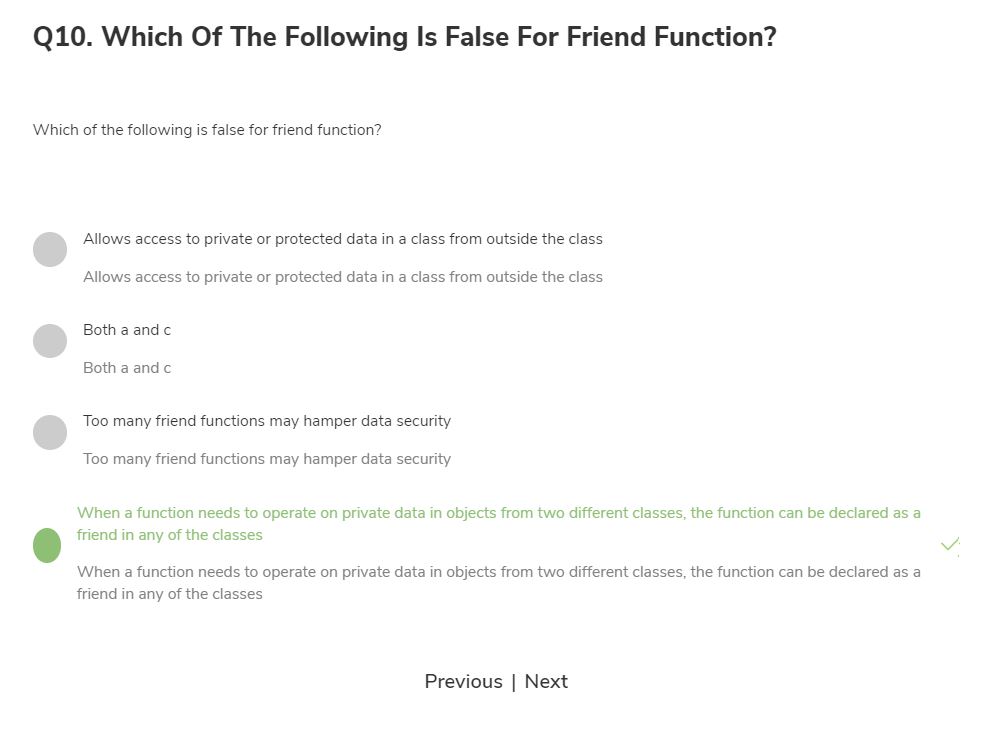 Q10. Which Of The Following Is False For Friend Function?
Which of the following is false for friend function?
Allows access to private or protected data in a class from outside the class
Allows access to private or protected data in a class from outside the class
Both a and c
Both a and c
Too many friend functions may hamper data security
Too many friend functions may hamper data security
When a function needs to operate on private data in objects from two different classes, the function can be declared as a
friend in any of the classes
When a function needs to operate on private data in objects from two different classes, the function can be declared as a
friend in any of the classes
Previous | Next